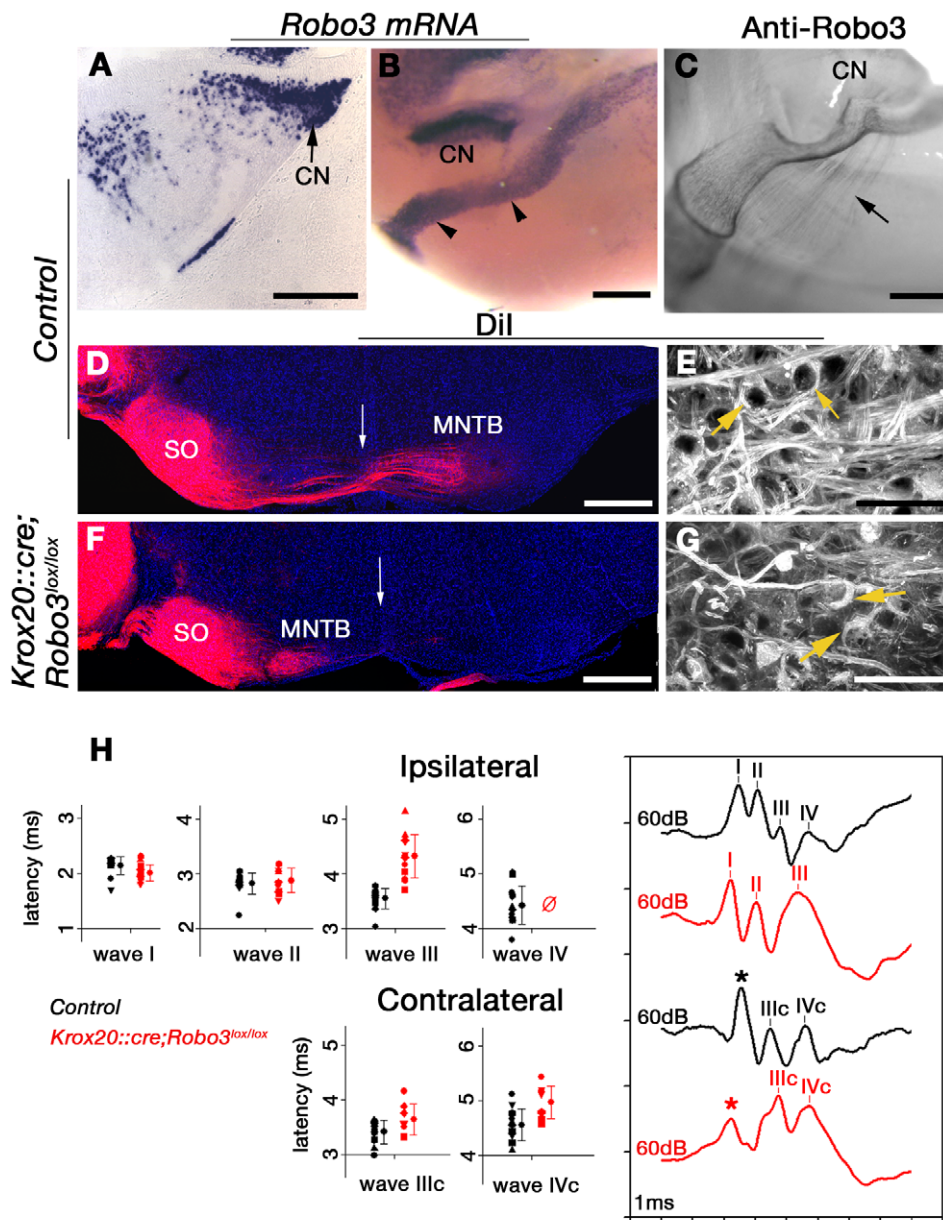 Robo3 mRNA
Anti-Robo3
A
B
C
CN
CN
CN
Control
DiI
D
SO
MNTB
E
Krox20::cre;
Robo3lox/lox
F
SO
MNTB
G
H
Ipsilateral
latency (ms)
3
2
1
wave I
4
3
2
wave II
5
4
3
wave III
6
5
4
∅
wave IV
Control
Krox20::cre;Robo3lox/lox
Contralateral
latency (ms)
5
4
3
wave IIIc
6
5
4
wave IVc
60dB
I
II
III
IV
60dB
I
II
III
60dB
*
IIIc
IVc
60dB
*
IIIc
IVc
1ms